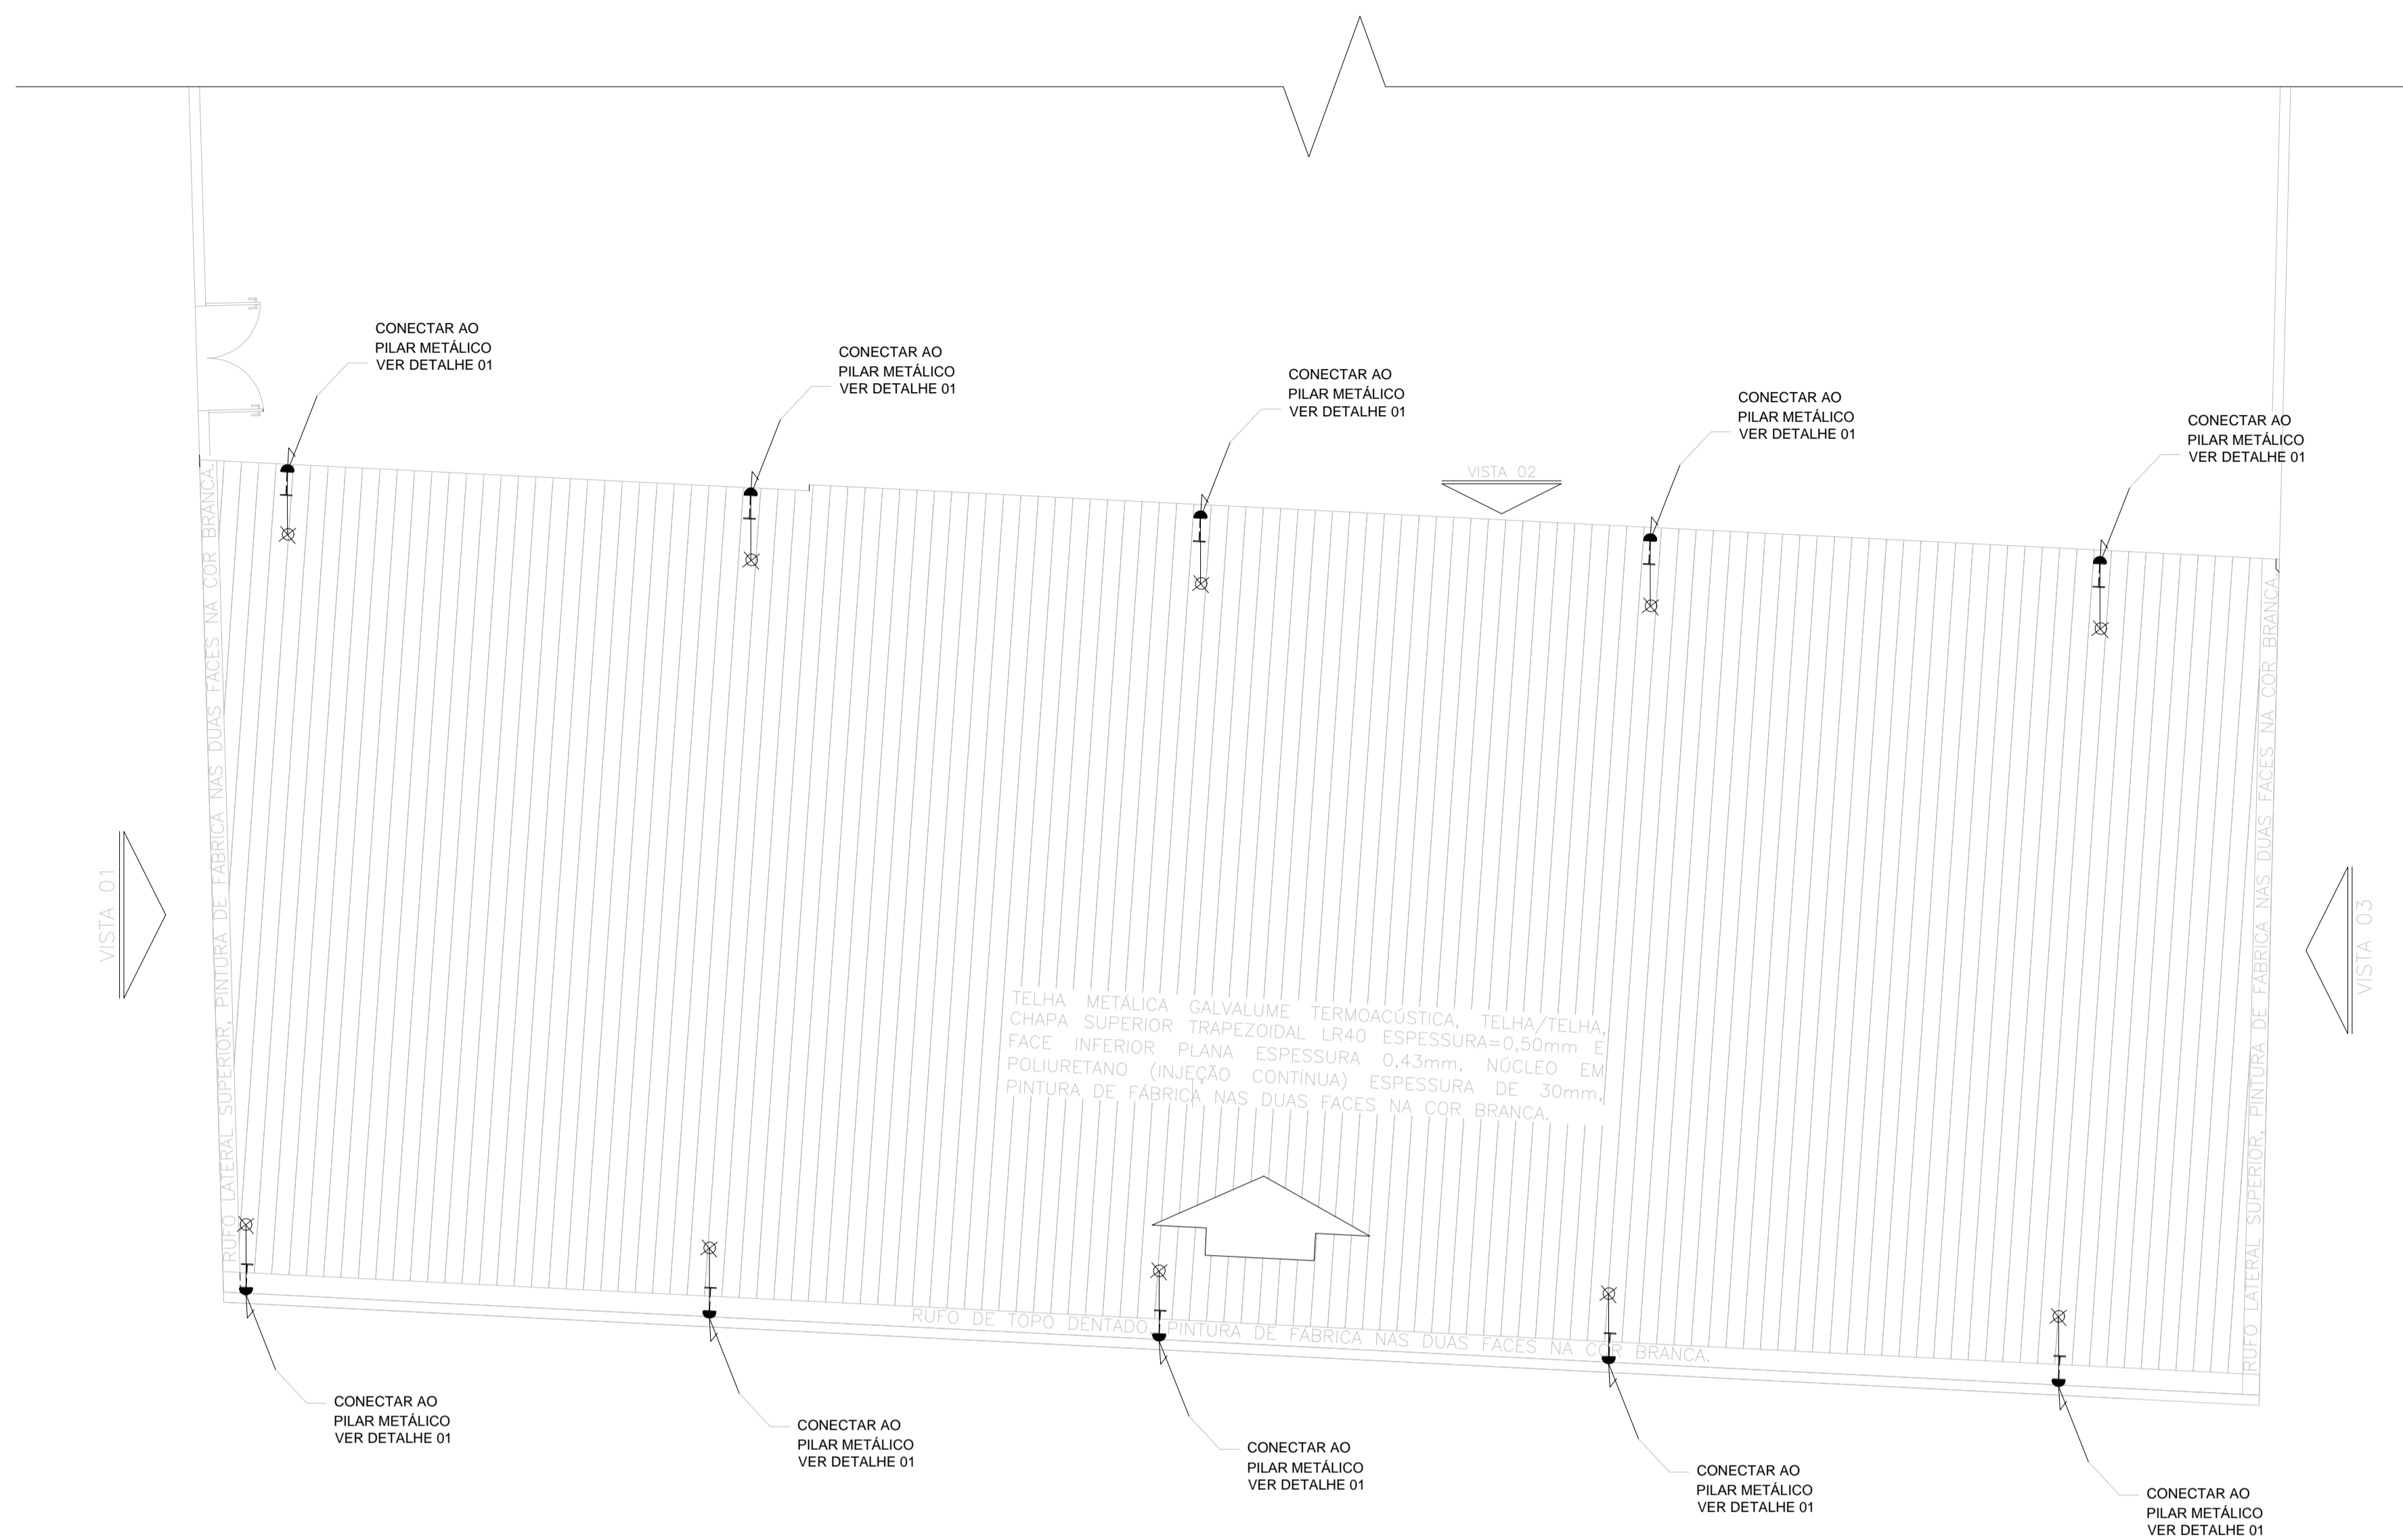 CONECTAR AO
PILAR METÁLICO
VER DETALHE 01
CONECTAR AO
PILAR METÁLICO
VER DETALHE 01
CONECTAR AO
PILAR METÁLICO
VER DETALHE 01
CONECTAR AO
PILAR METÁLICO
VER DETALHE 01
CONECTAR AO
PILAR METÁLICO
VER DETALHE 01
VISTA 02
RUFO LATERAL SUPERIOR, PINTURA DE FÁBRICA NAS DUAS FACES NA COR BRANCA.
VISTA 01
TELHA METÁLICA GALVALUME TERMOACÚSTICA, TELHA/TELHA,
CHAPA SUPERIOR TRAPEZOIDAL LR40 ESPESSURA=0,50mm E
FACE INFERIOR PLANA ESPESSURA 0,43mm, NÚCLEO EM
POLIURETANO (INJEÇÃO CONTÍNUA) ESPESSURA DE 30mm,
PINTURA DE FÁBRICA NAS DUAS FACES NA COR BRANCA.
RUFO LATERAL SUPERIOR, PINTURA DE FÁBRICA NAS DUAS FACES NA COR BRANCA.
VISTA 03
RUFO DE TOPO DENTADO, PINTURA DE FÁBRICA NAS DUAS FACES NA COR BRANCA.
CONECTAR AO
PILAR METÁLICO
VER DETALHE 01
CONECTAR AO
PILAR METÁLICO
VER DETALHE 01
CONECTAR AO
PILAR METÁLICO
VER DETALHE 01
CONECTAR AO
PILAR METÁLICO
VER DETALHE 01
CONECTAR AO
PILAR METÁLICO
VER DETALHE 01